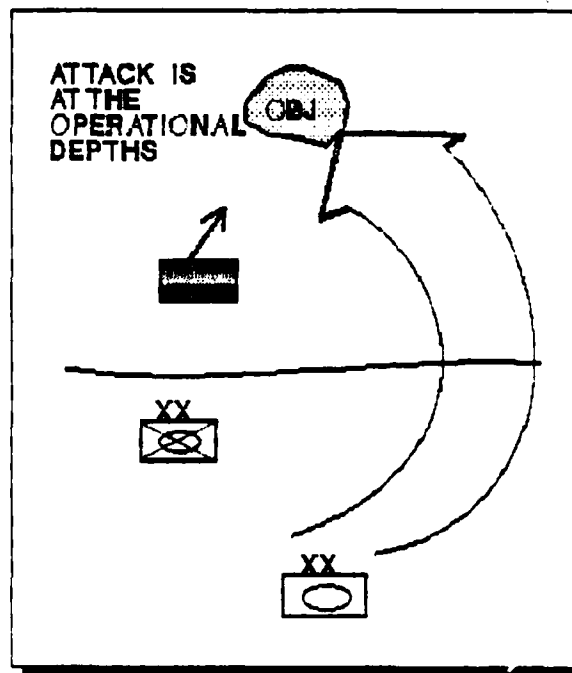 ATTACK IS
AT THE
OPERATIONAL
DEPTHS
OBJ
XX
XX